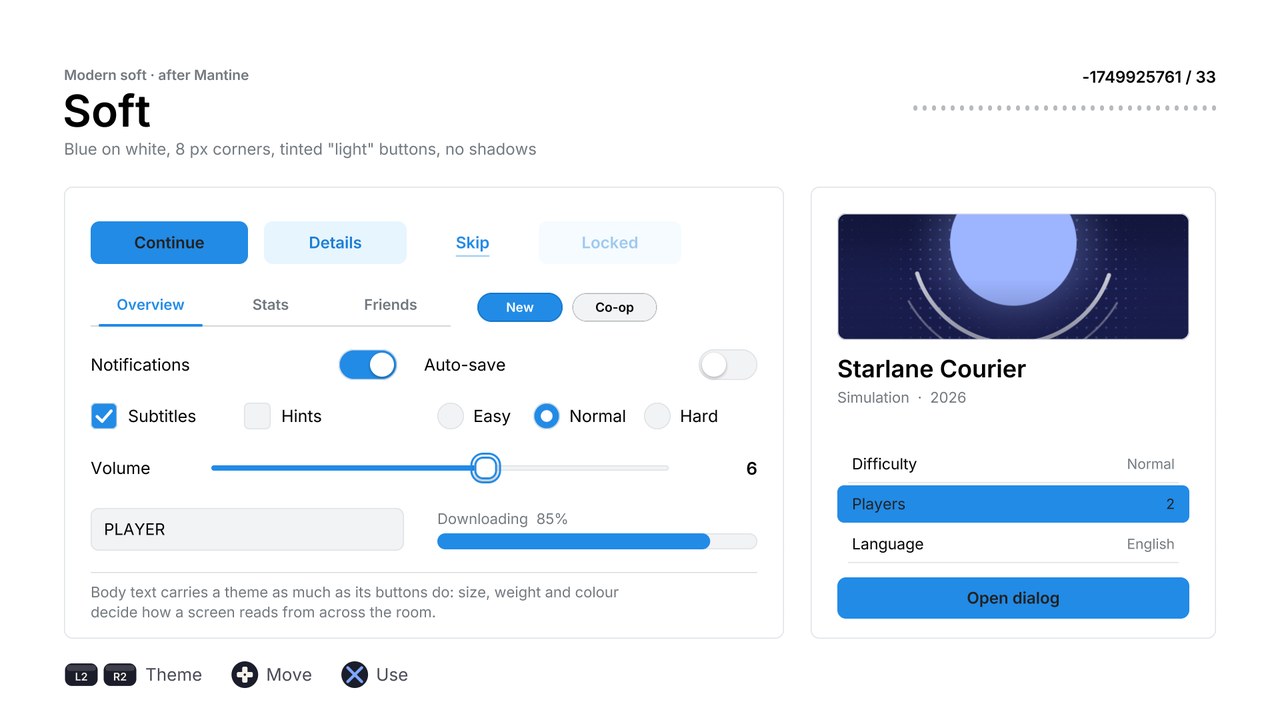 Modern soft · after Mantine
-1749925761 / 33
Soft
Blue on white, 8 px corners, tinted "light" buttons, no shadows
Continue
Details
Skip
Locked
Overview
Stats
Friends
New
Co-op
Notifications
Auto-save
Subtitles
Hints
Easy
Normal
Hard
Volume
6
PLAYER
Downloading 85%
Body text carries a theme as much as its buttons do: size, weight and colour
decide how a screen reads from across the room.
Starlane Courier
Simulation · 2026
Difficulty
Normal
Players
2
Language
English
Open dialog
L2
R2
Theme
Move
Use